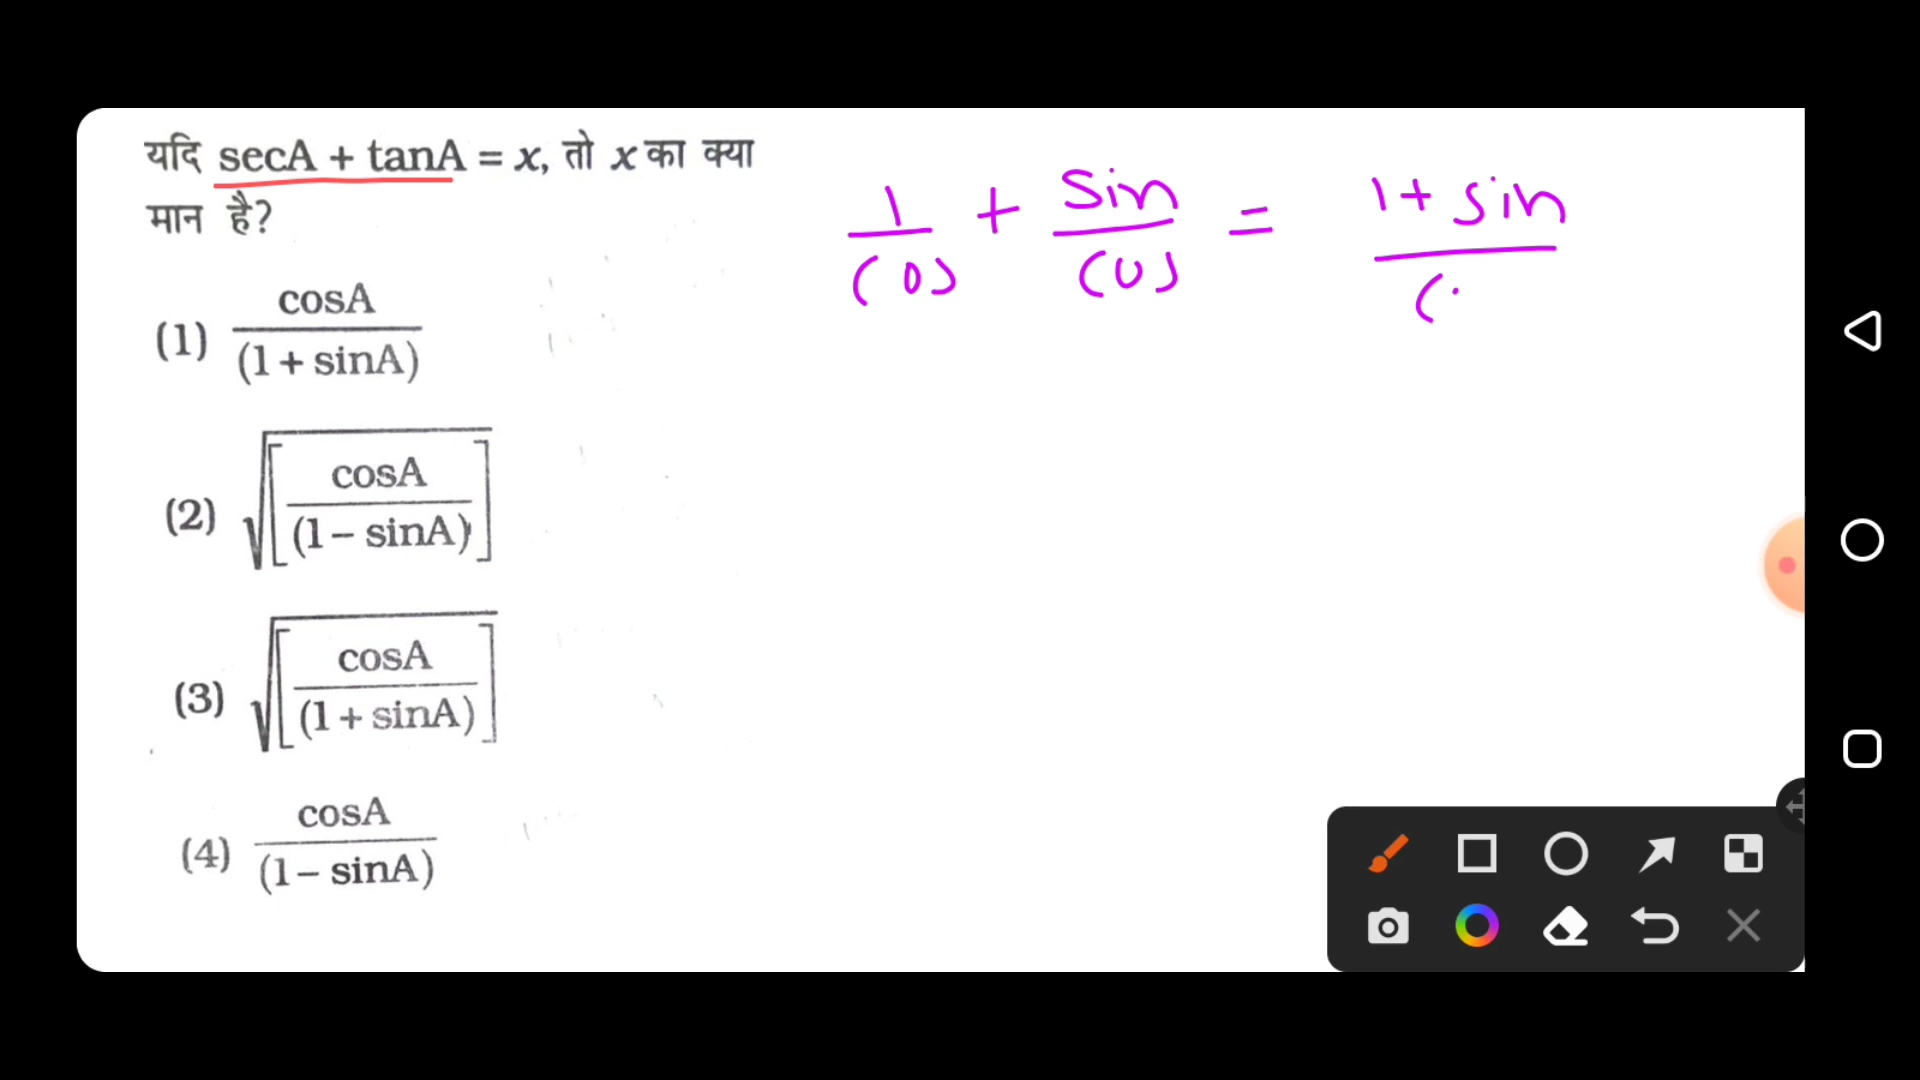 यदि secA + tanA = x, तो x का क्या
मान है?
(1) cosA / (1 + sinA)
(2) √[cosA / (1 – sinA)]
(3) √[cosA / (1 + sinA)]
(4) cosA / (1 – sinA)
1/cos + sin/cos = 1 + sin / (